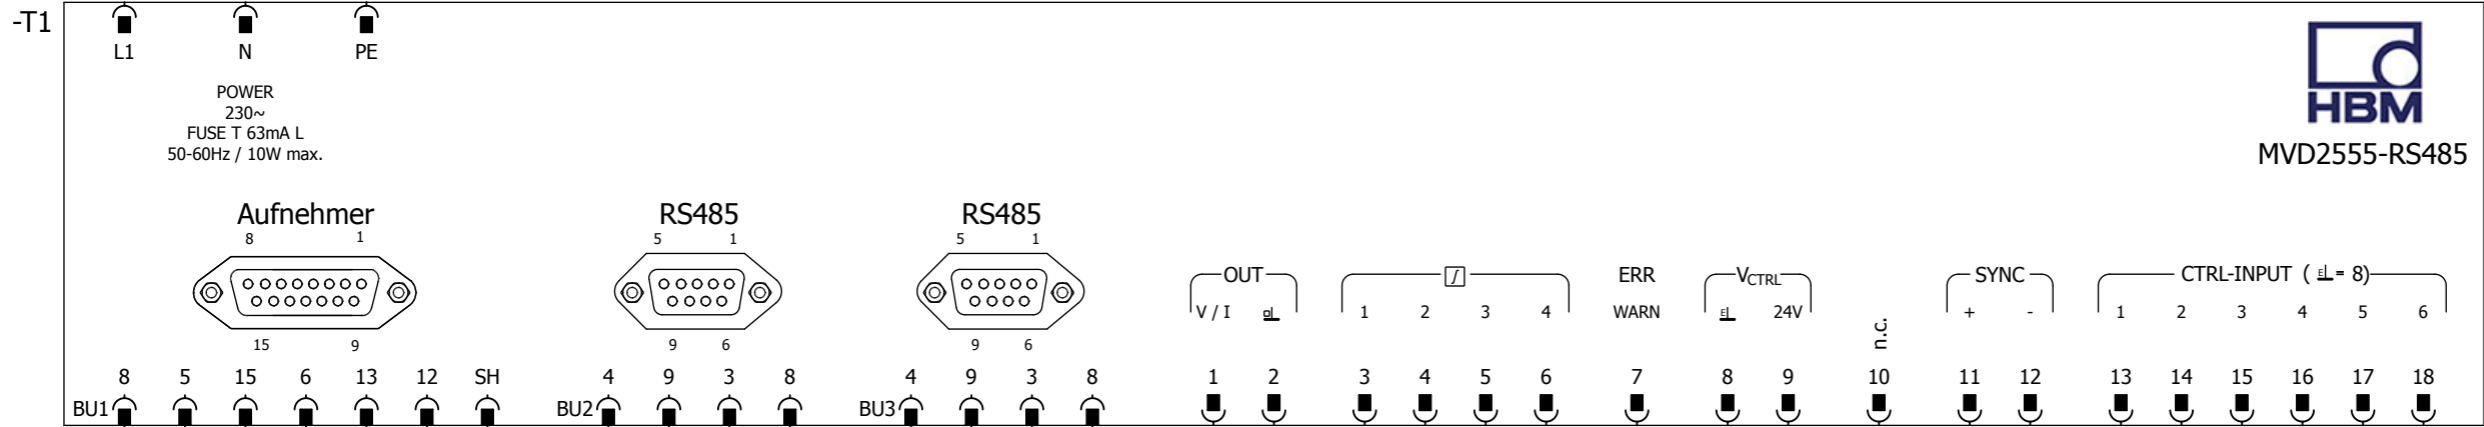 -T1
L1 N PE
POWER
230~
FUSE T 63mA L
50-60Hz / 10W max.
HBM
MVD2555-RS485
Aufnehmer RS485 RS485
8 1 5 1 5 1
OUT ERR VCTRL SYNC CTRL-INPUT ( = 8)
V / I 1 2 3 4 WARN 24V n.c. + - 1 2 3 4 5 6
15 9 9 6 9 6
8 5 15 6 13 12 SH 4 9 3 8 4 9 3 8 1 2 3 4 5 6 7 8 9 10 11 12 13 14 15 16 17 18
BU1 BU2 BU3